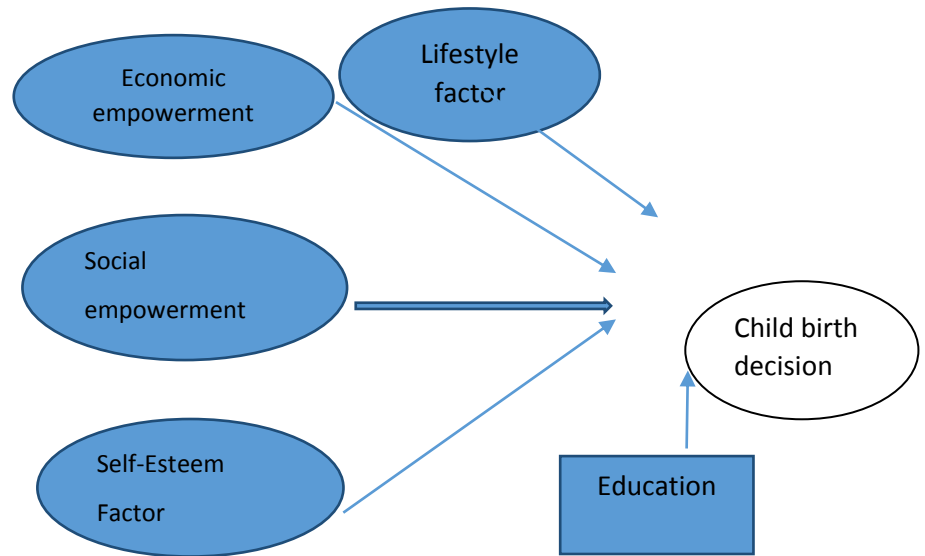 Economic
empowerment
Lifestyle
factor
Social
empowerment
Child birth
decision
Self-Esteem
Factor
Education